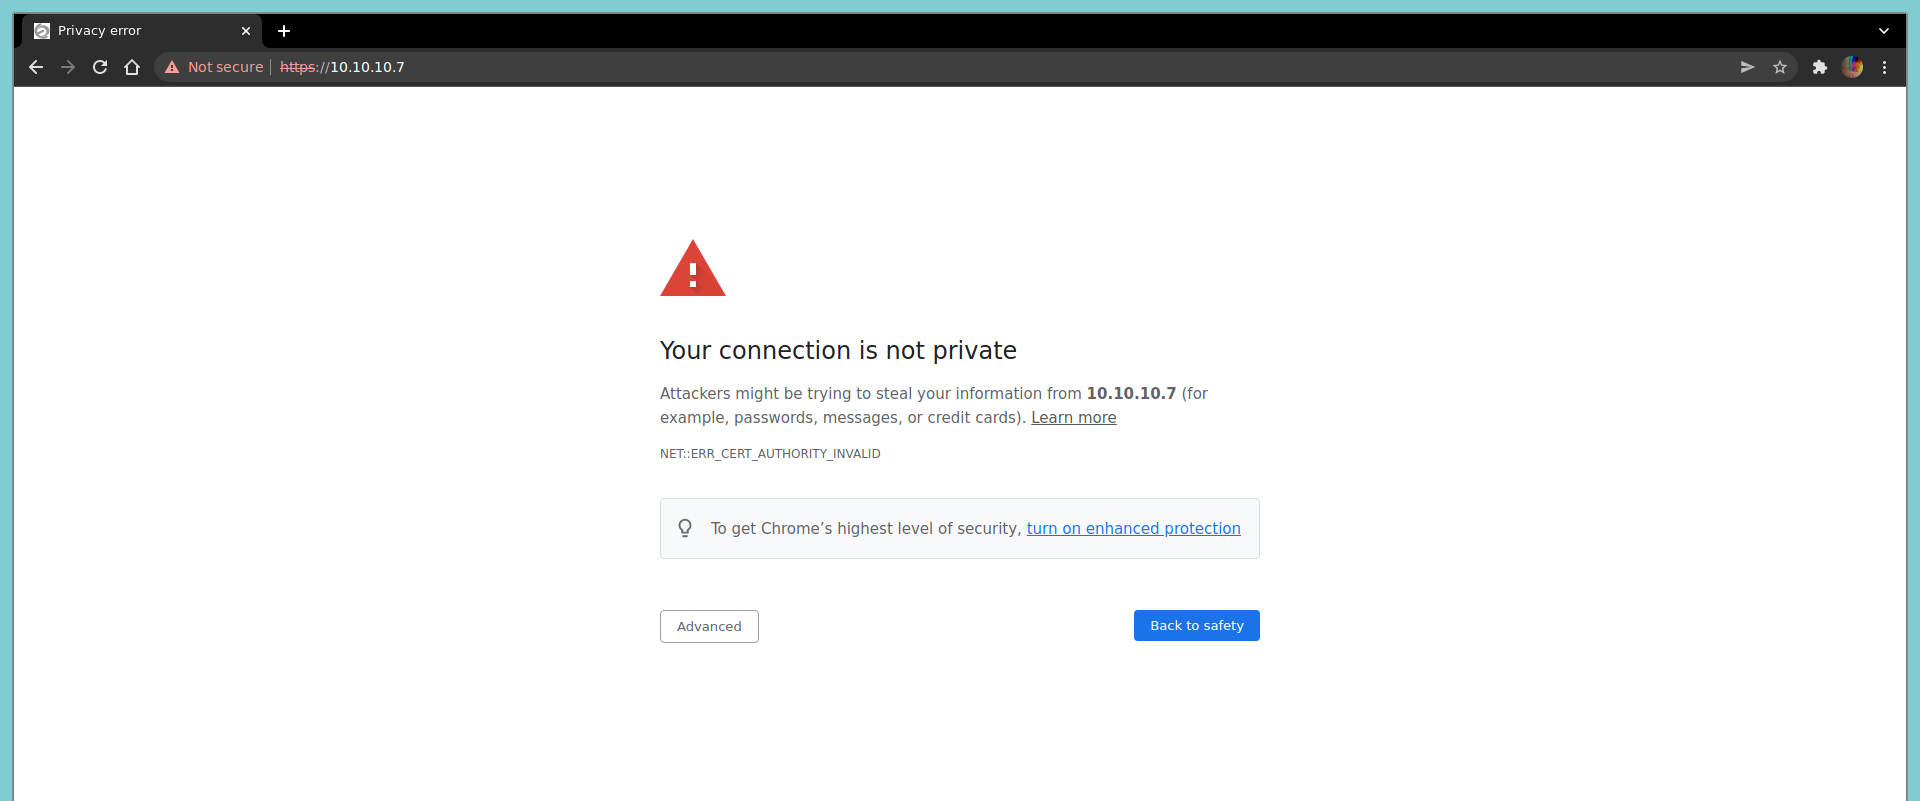 Privacy error
Not secure https://10.10.10.7
Your connection is not private
Attackers might be trying to steal your information from 10.10.10.7 (for
example, passwords, messages, or credit cards). Learn more
NET::ERR_CERT_AUTHORITY_INVALID
To get Chrome’s highest level of security, turn on enhanced protection
Advanced
Back to safety